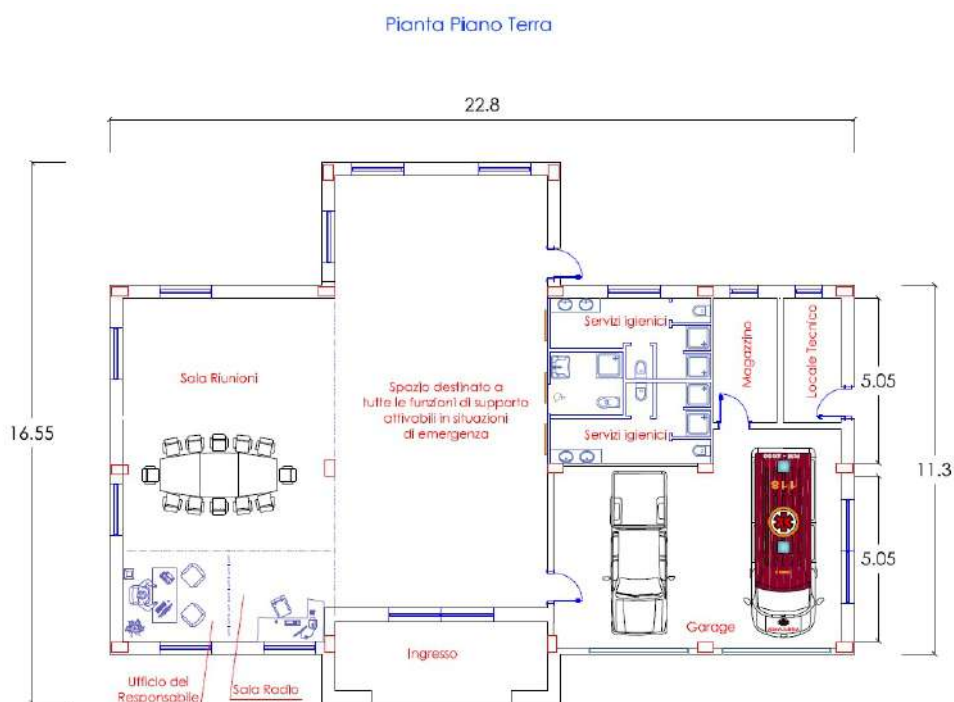 Pianta Piano Terra
22.8
16.55
Servizi igienici
Magazzino
Locale Tecnico
Sala Riunioni
Spazio destinato a
tutte le funzioni di supporto
attivabili in situazioni
di emergenza
5.05
Servizi igienici
118
11.3
5.05
Garage
Ingresso
Ufficio del
Responsabile
Sala Radio